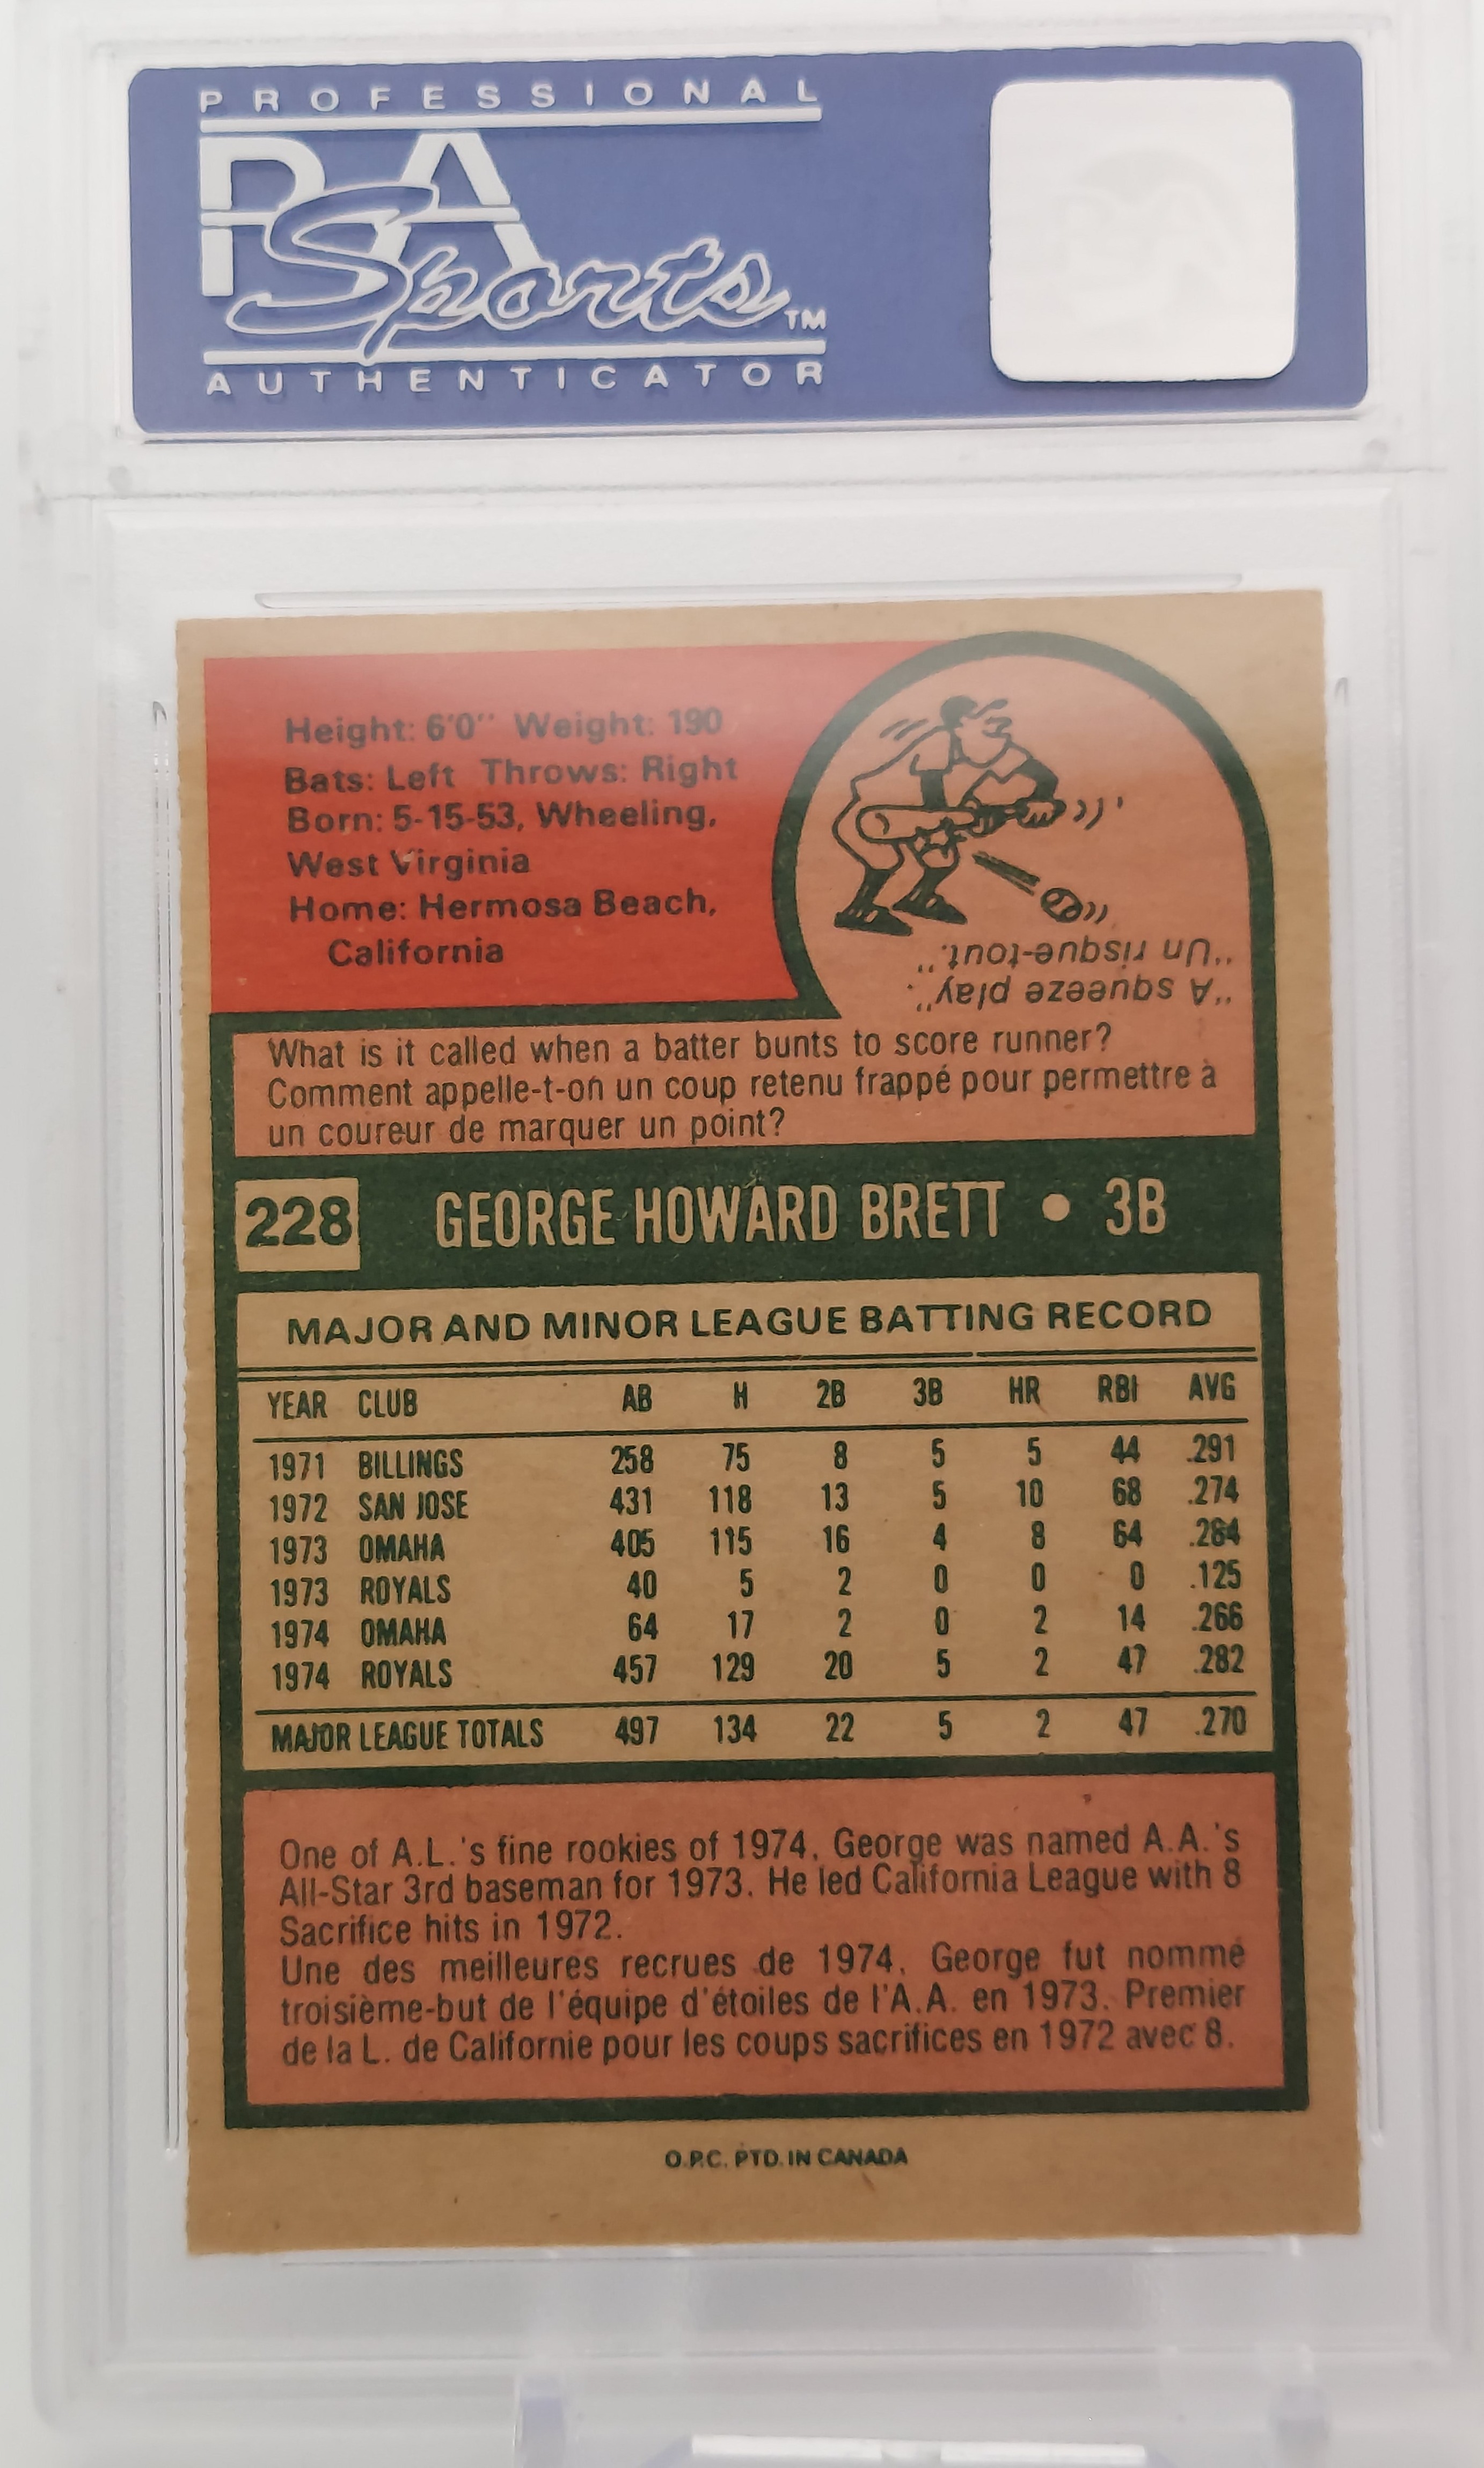 PROFESSIONAL
PSA
Sports™
AUTHENTICATOR
Height: 6'0" Weight: 190
Bats: Left Throws: Right
Born: 5-15-53, Wheeling,
West Virginia
Home: Hermosa Beach,
California
"A squeeze play".
"Un risque-tout".
What is it called when a batter bunts to score runner?
Comment appelle-t-on un coup retenu frappé pour permettre à
un coureur de marquer un point?
228 GEORGE HOWARD BRETT • 3B
MAJOR AND MINOR LEAGUE BATTING RECORD
YEAR CLUB AB H 2B 3B HR RBI AVG
1971 BILLINGS 258 75 8 5 5 44 .291
1972 SAN JOSE 431 118 13 5 10 68 .274
1973 OMAHA 405 115 16 4 8 64 .284
1973 ROYALS 40 5 2 0 0 0 .125
1974 OMAHA 64 17 2 0 2 14 .266
1974 ROYALS 457 129 20 5 2 47 .282
MAJOR LEAGUE TOTALS 497 134 22 5 2 47 .270
One of A.L.'s fine rookies of 1974, George was named A.A.'s
All-Star 3rd baseman for 1973. He led California League with 8
Sacrifice hits in 1972.
Une des meilleures recrues de 1974, George fut nommé
troisième-but de l'équipe d'étoiles de l'A.A. en 1973. Premier
de la L. de Californie pour les coups sacrifices en 1972 avec 8.
O.P.C. PTD. IN CANADA